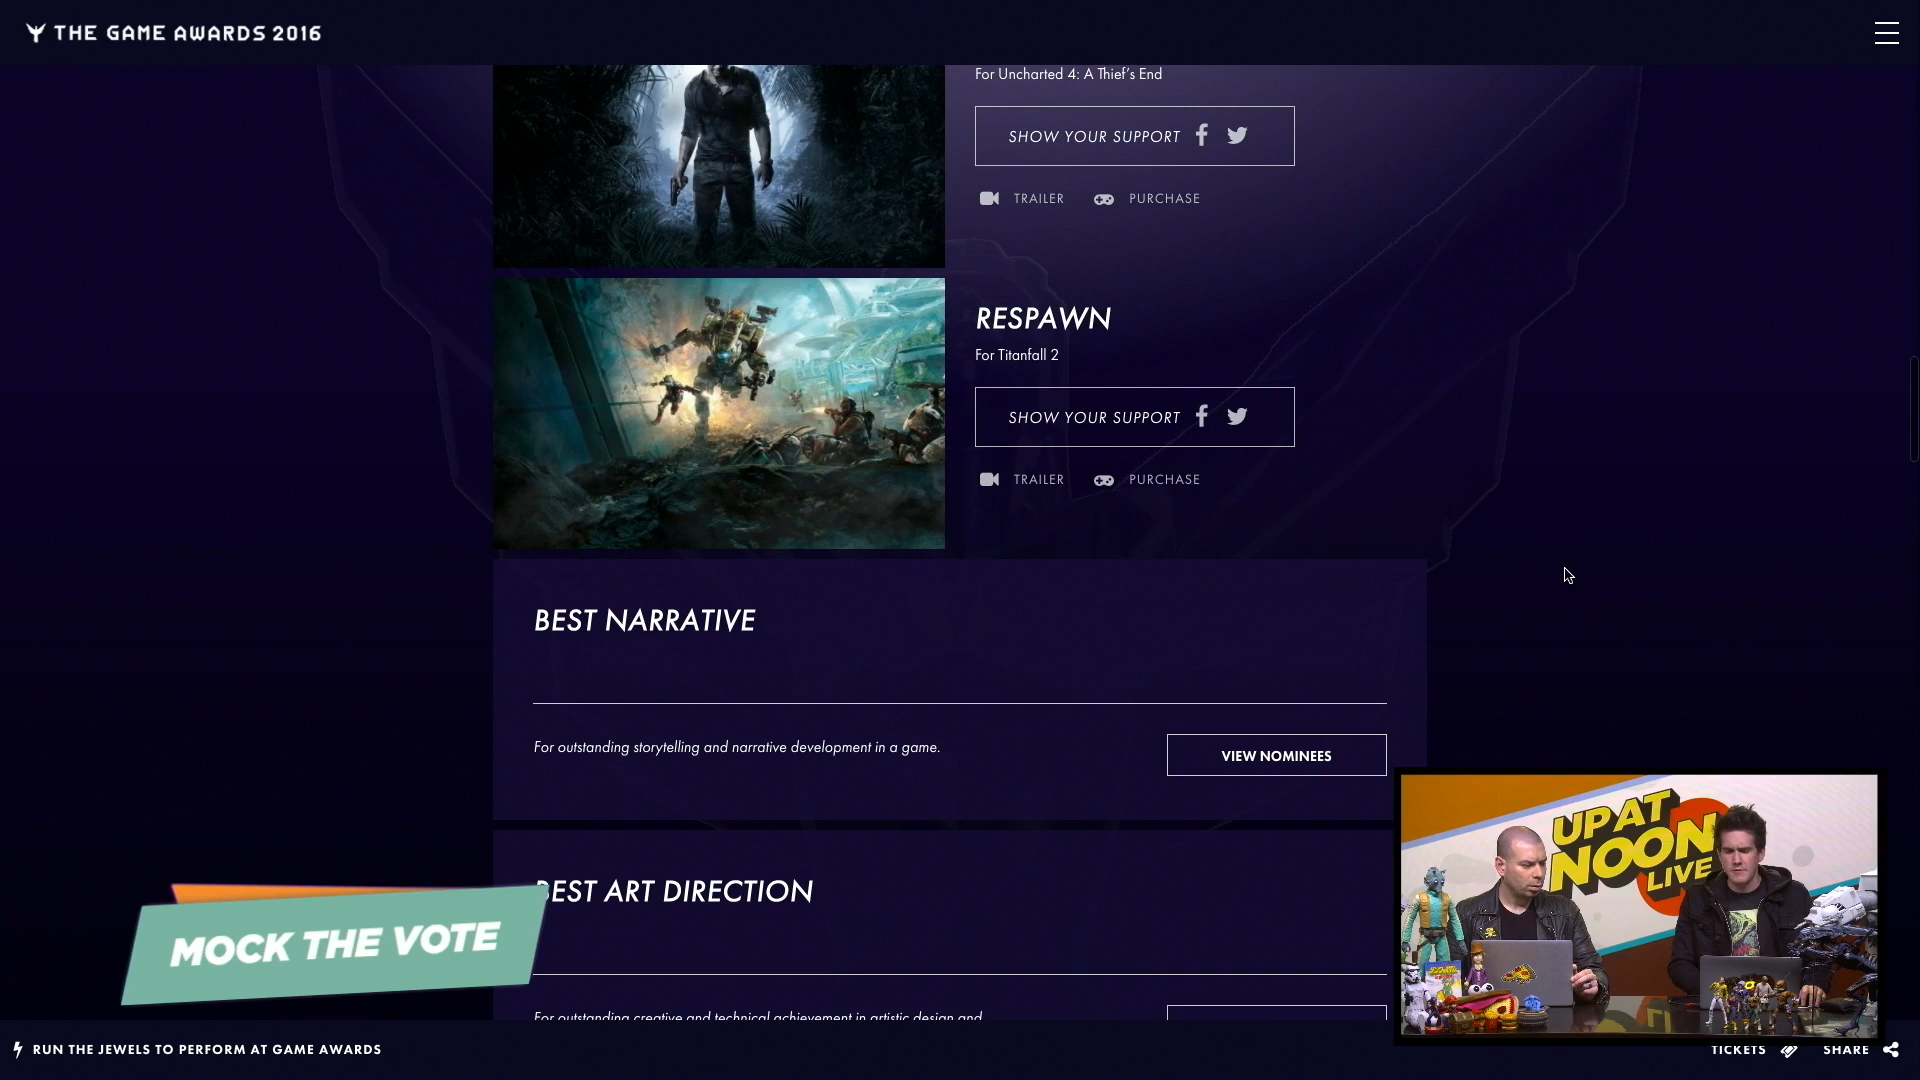 THE GAME AWARDS 2016
For Uncharted 4: A Thief's End
SHOW YOUR SUPPORT
TRAILER PURCHASE
RESPAWN
For Titanfall 2
SHOW YOUR SUPPORT
TRAILER PURCHASE
BEST NARRATIVE
For outstanding storytelling and narrative development in a game.
VIEW NOMINEES
BEST ART DIRECTION
For outstanding creative and technical achievement in artistic design and
MOCK THE VOTE
UP AT
NOON
LIVE
RUN THE JEWELS TO PERFORM AT GAME AWARDS
TICKETS SHARE